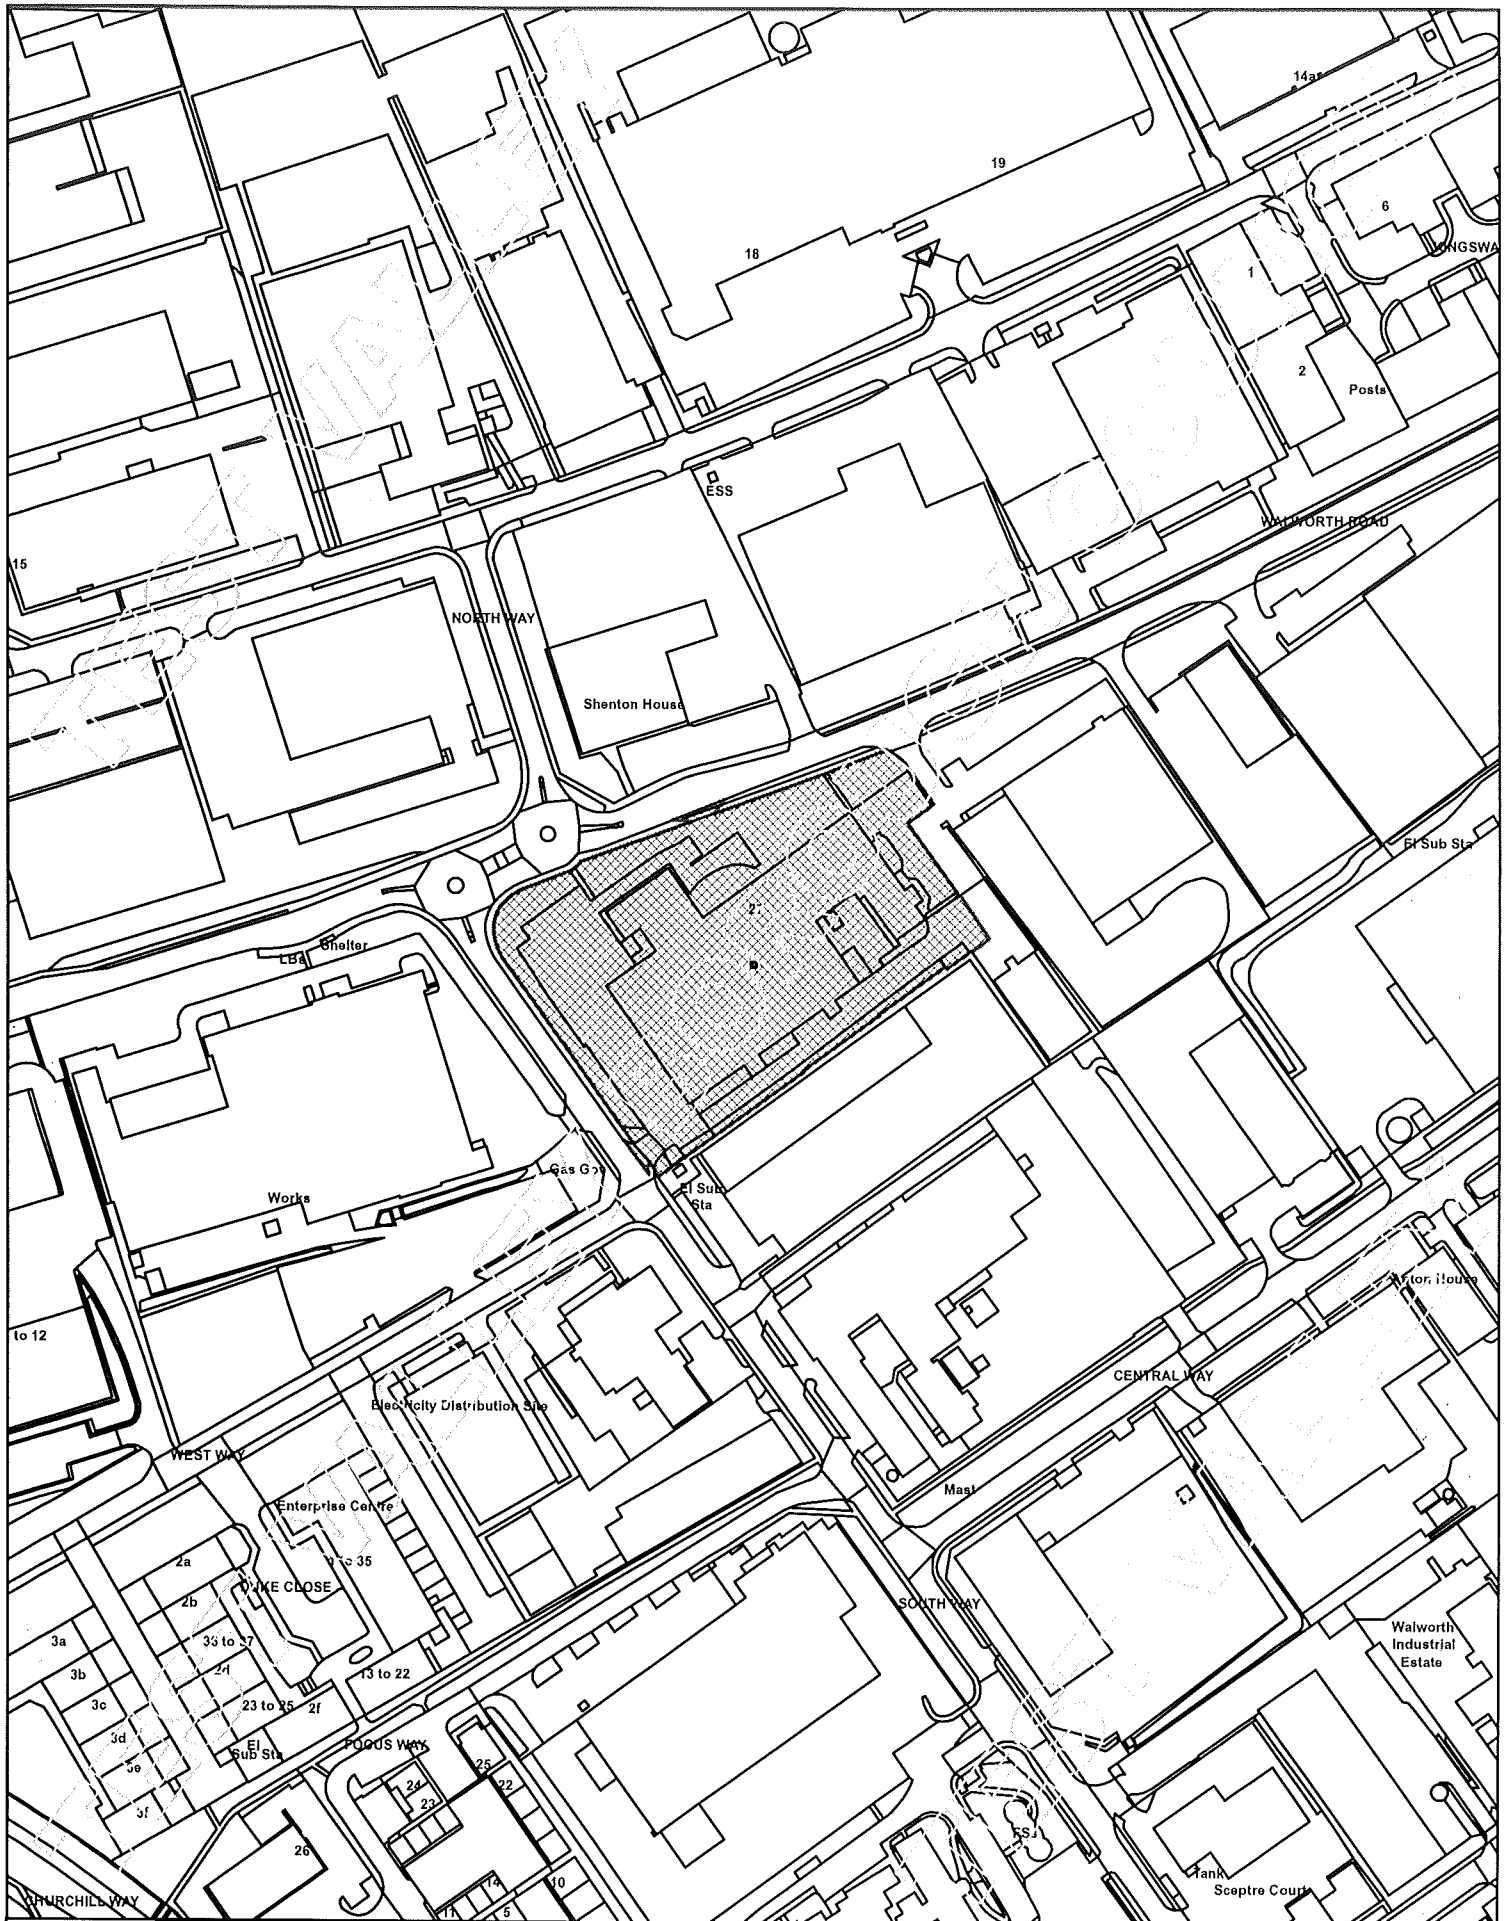 14a
19
6
18
KINGSWA
1
2
Posts
ESS
WALWORTH ROAD
15
NORTH WAY
Shenton House
El Sub Sta
Shelter
LBs
Gas Gov
El Sub
Sta
Works
to 12
CENTRAL WAY
Electricity Distribution Site
WEST WAY
Mast
Enterprise Centre
2a
to 35
DUKE CLOSE
2b
SOUTH WAY
33 to 37
3a
Walworth
Industrial
Estate
2d
3b
13 to 22
3c
23 to 25
2f
3d
El
Sub Sta
FOCUS WAY
3e
25
24
22
23
3f
26
ESS
Tank
Sceptre Court
14
10
CHURCHILL WAY
11
5